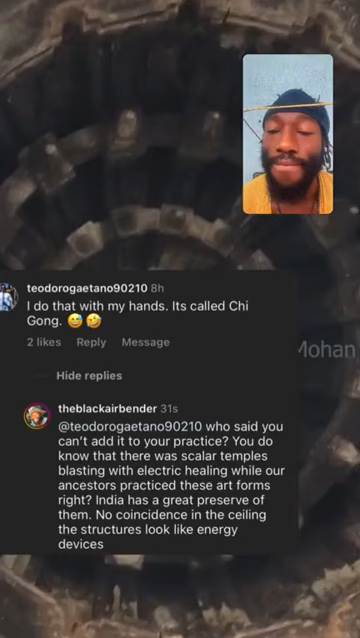 teodorogaetano90210 8h
I do that with my hands. Its called Chi
Gong. 😅🤣
2 likes Reply Message
Mohan
Hide replies
theblackairbender 31s
@teodorogaetano90210 who said you
can't add it to your practice? You do
know that there was scalar temples
blasting with electric healing while our
ancestors practiced these art forms
right? India has a great preserve of
them. No coincidence in the ceiling
the structures look like energy
devices